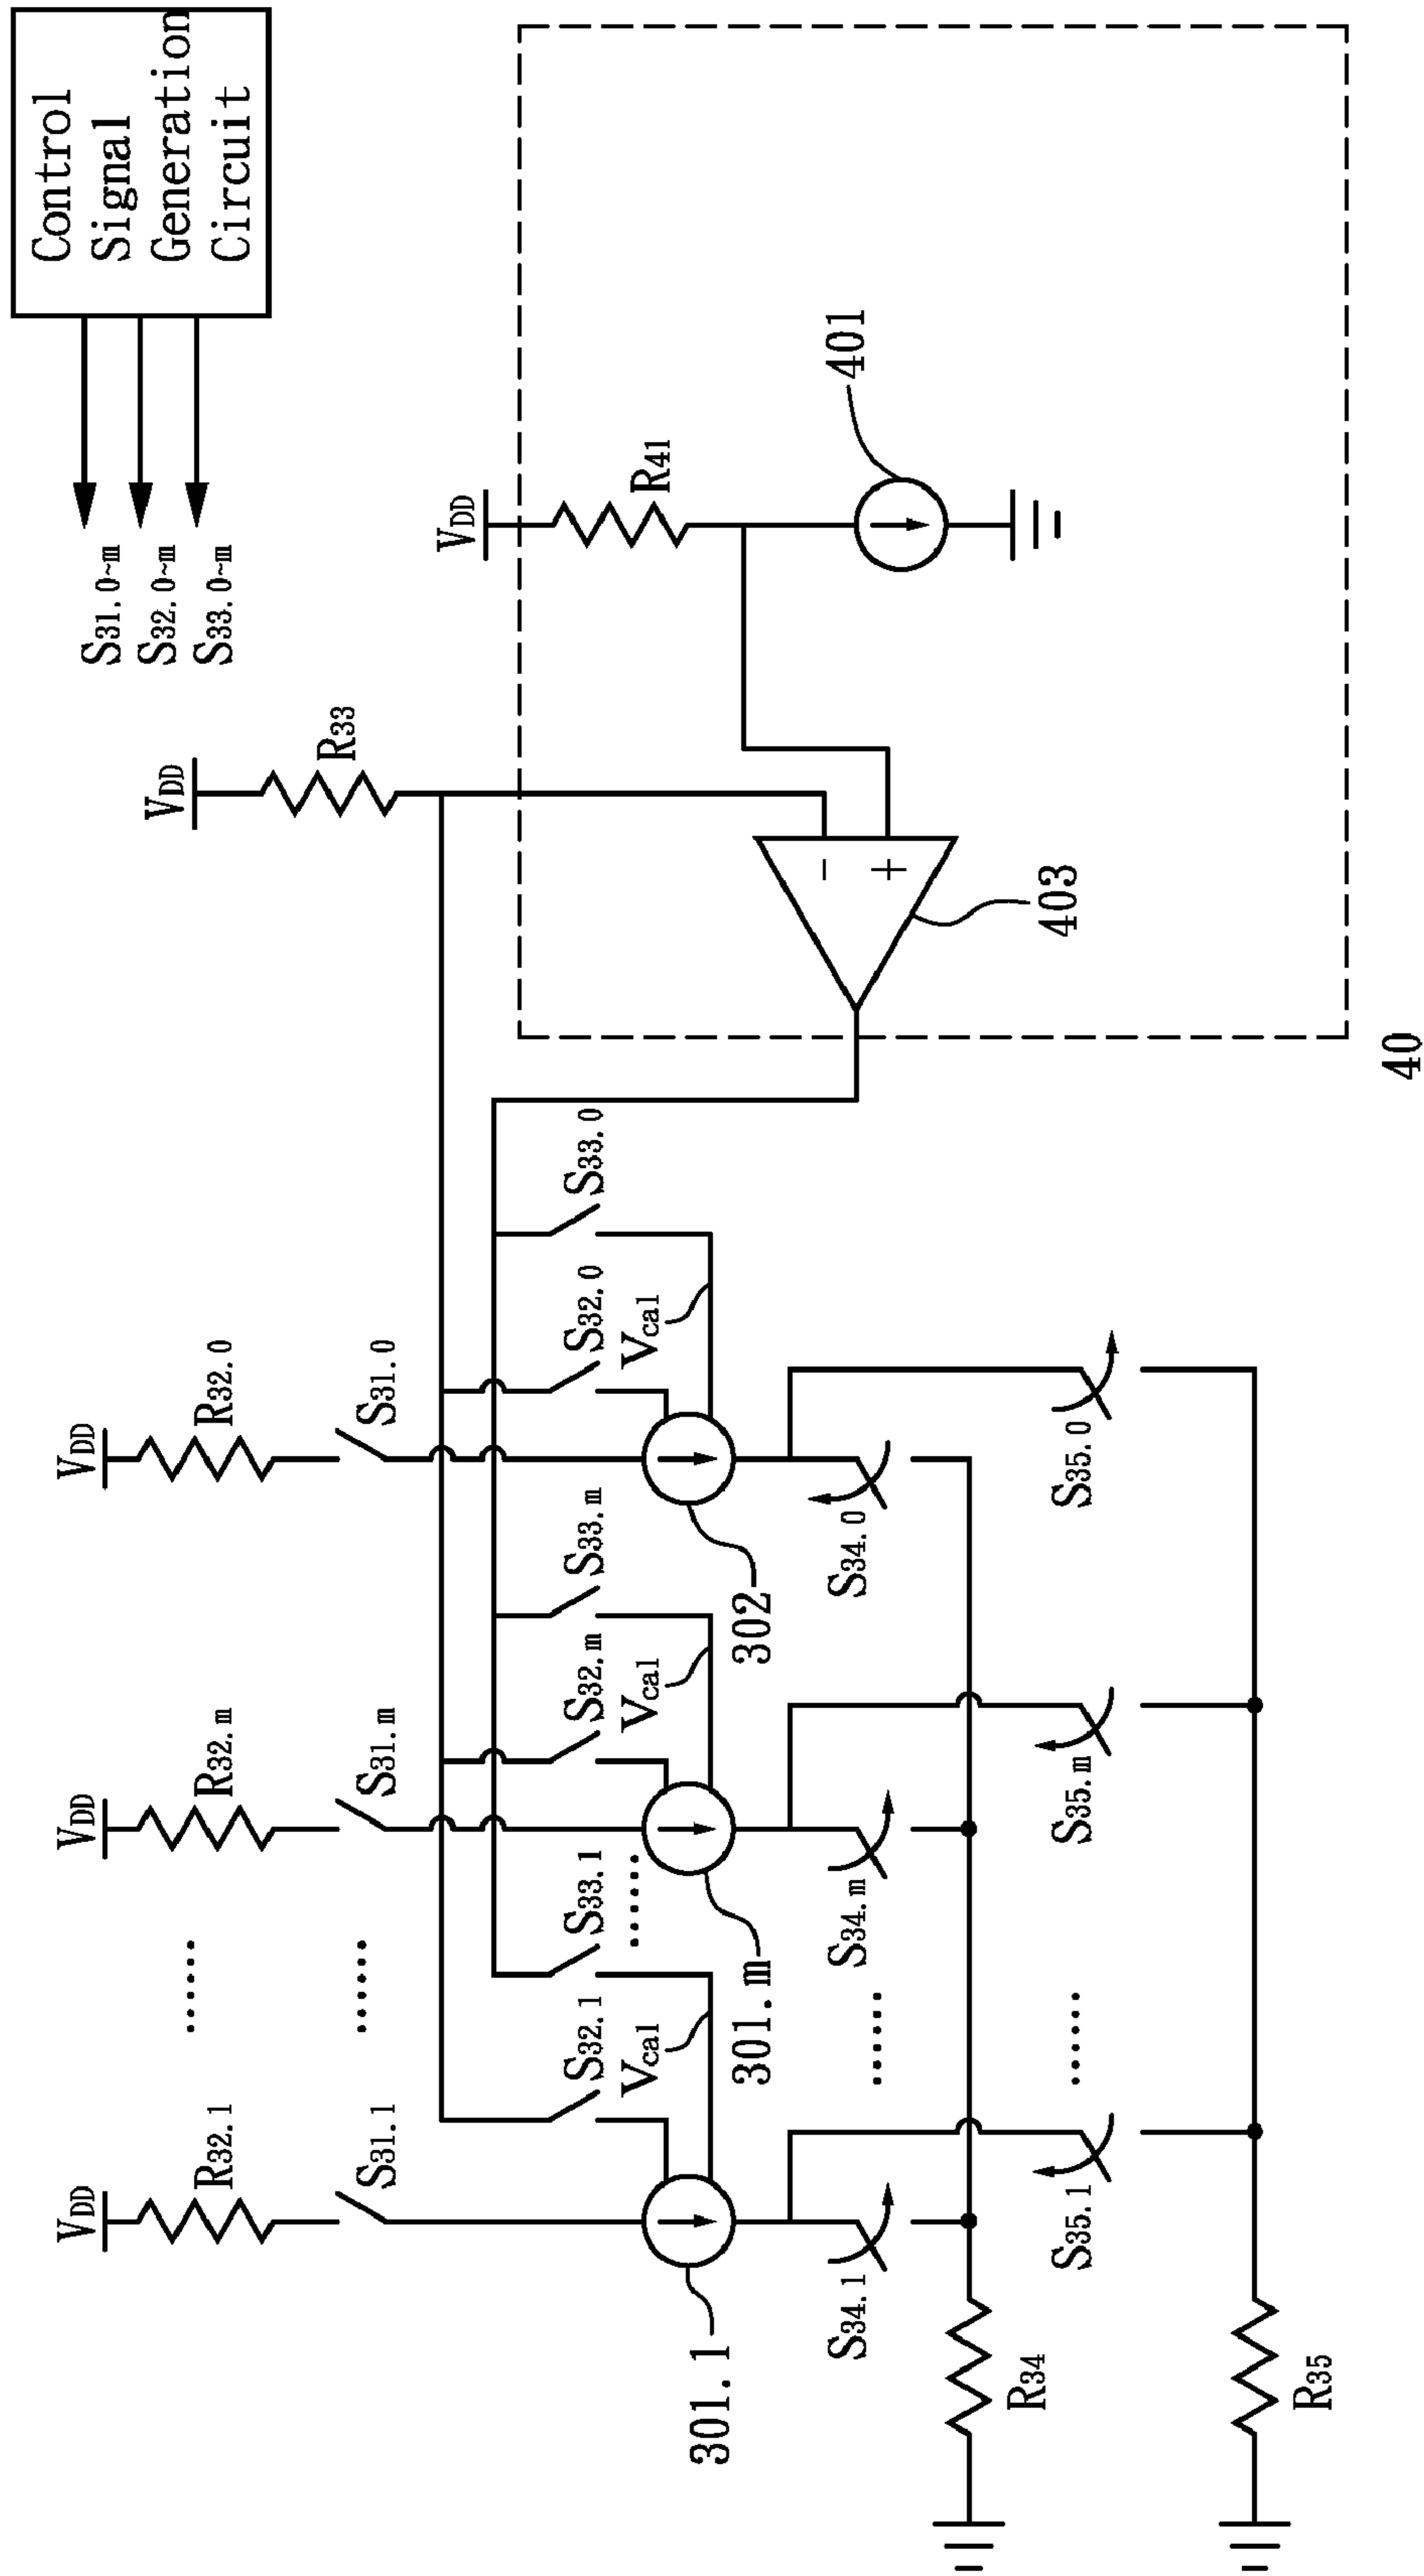 Control
Signal
Generation
Circuit
S31.0~m
S32.0~m
S33.0~m
VDD
R33
VDD
R41
401
403
40
VDD
R32.1
S31.1
VDD
R32.m
S31.m
VDD
R32.0
S31.0
......
......
S32.1
S33.1
Vcal
S32.m
S33.m
Vcal
S32.0
S33.0
Vcal
......
301.1
301.m
302
S34.1
S34.m
S34.0
......
S35.1
S35.m
S35.0
......
R34
R35
-
+